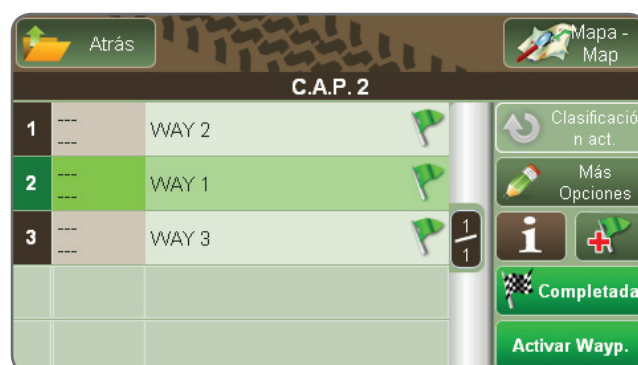 Atrás
Mapa -
Map
C.A.P. 2
1 --- --- WAY 2
2 --- --- WAY 1
3 --- --- WAY 3
1
1
Clasificació
n act.
Más
Opciones
i
Completada
Activar Wayp.